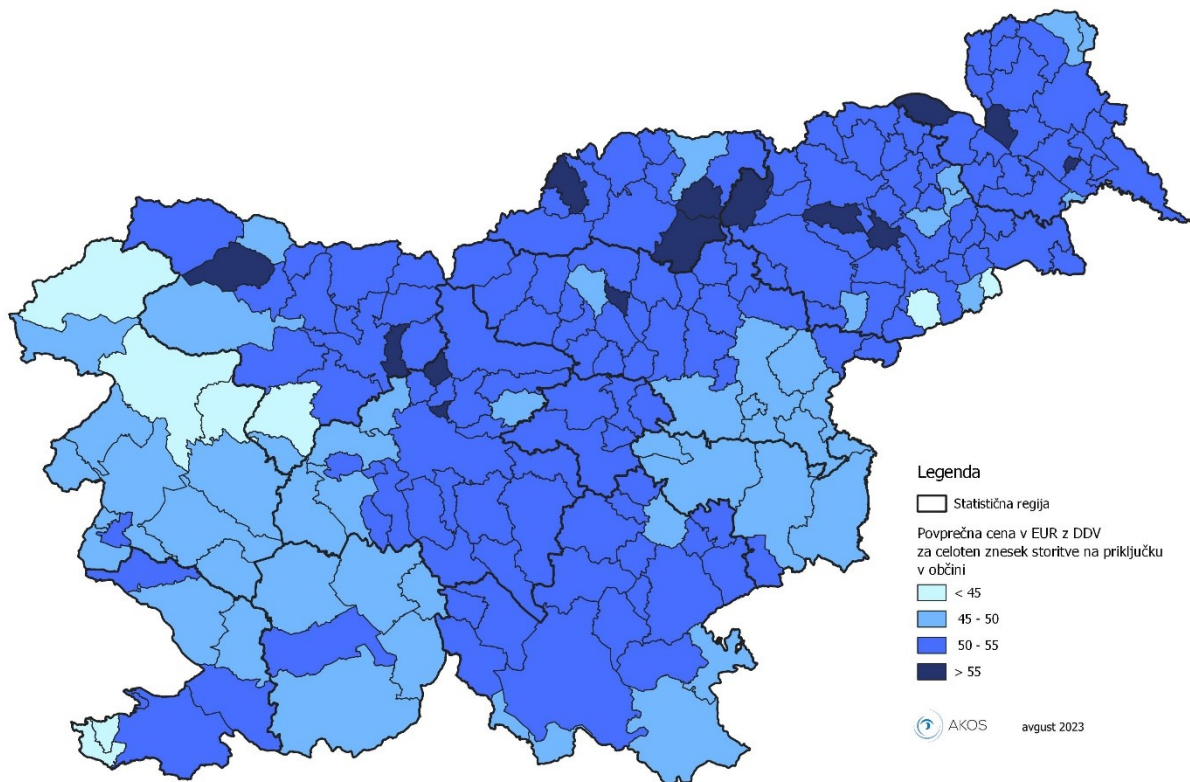 Legenda
Statistična regija
Povprečna cena v EUR z DDV
za celoten znesek storitve na priključku
v občini
< 45
45 - 50
50 - 55
> 55
AKOS avgust 2023